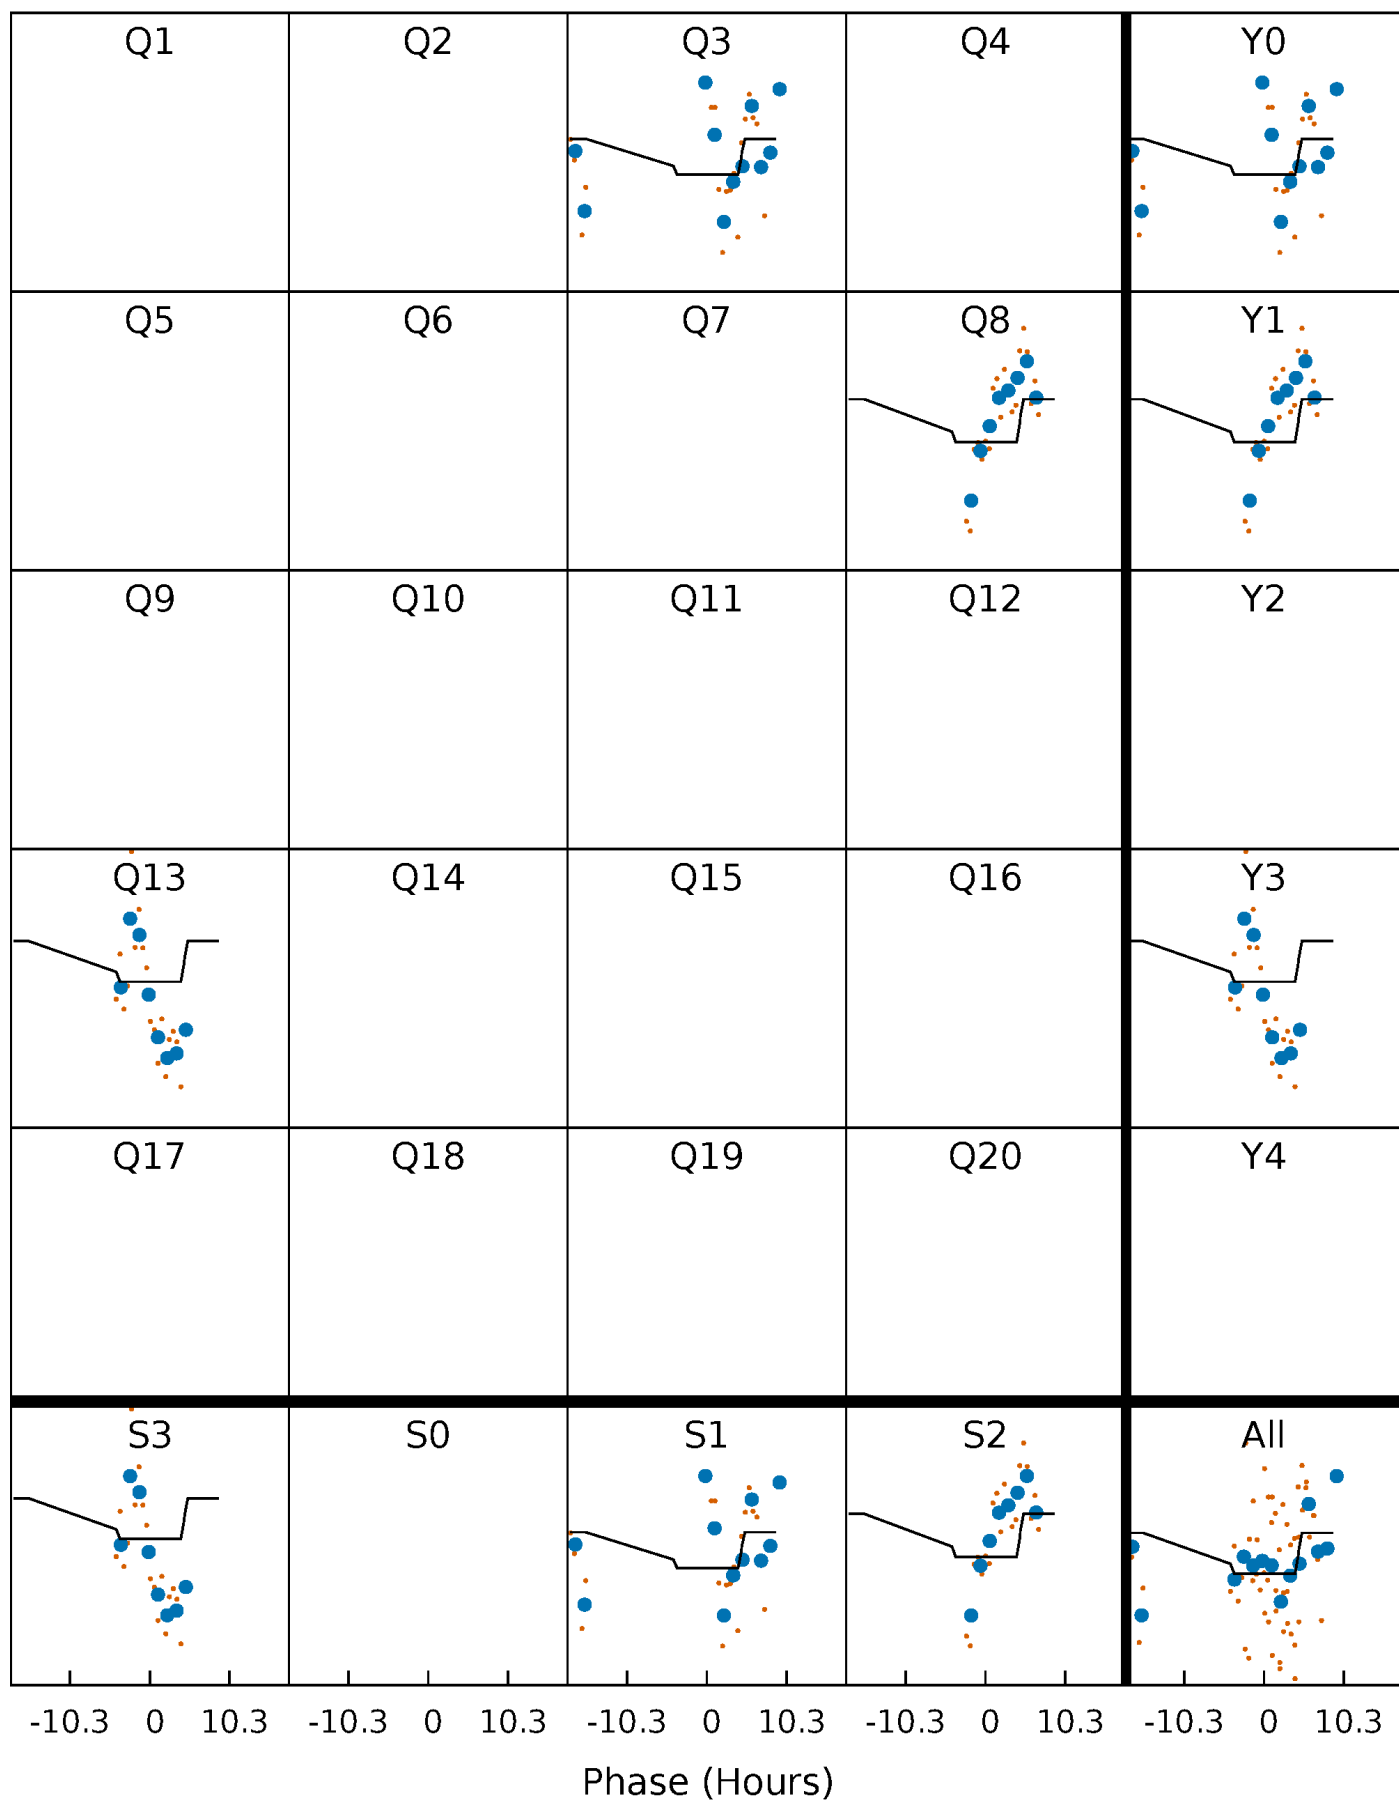 Q1 Q2 Q3 Q4 Y0
Q5 Q6 Q7 Q8 Y1
Q9 Q10 Q11 Q12 Y2
Q13 Q14 Q15 Q16 Y3
Q17 Q18 Q19 Q20 Y4
S3 S0 S1 S2 All
-10.3 0 10.3 -10.3 0 10.3 -10.3 0 10.3 -10.3 0 10.3 -10.3 0 10.3
Phase (Hours)